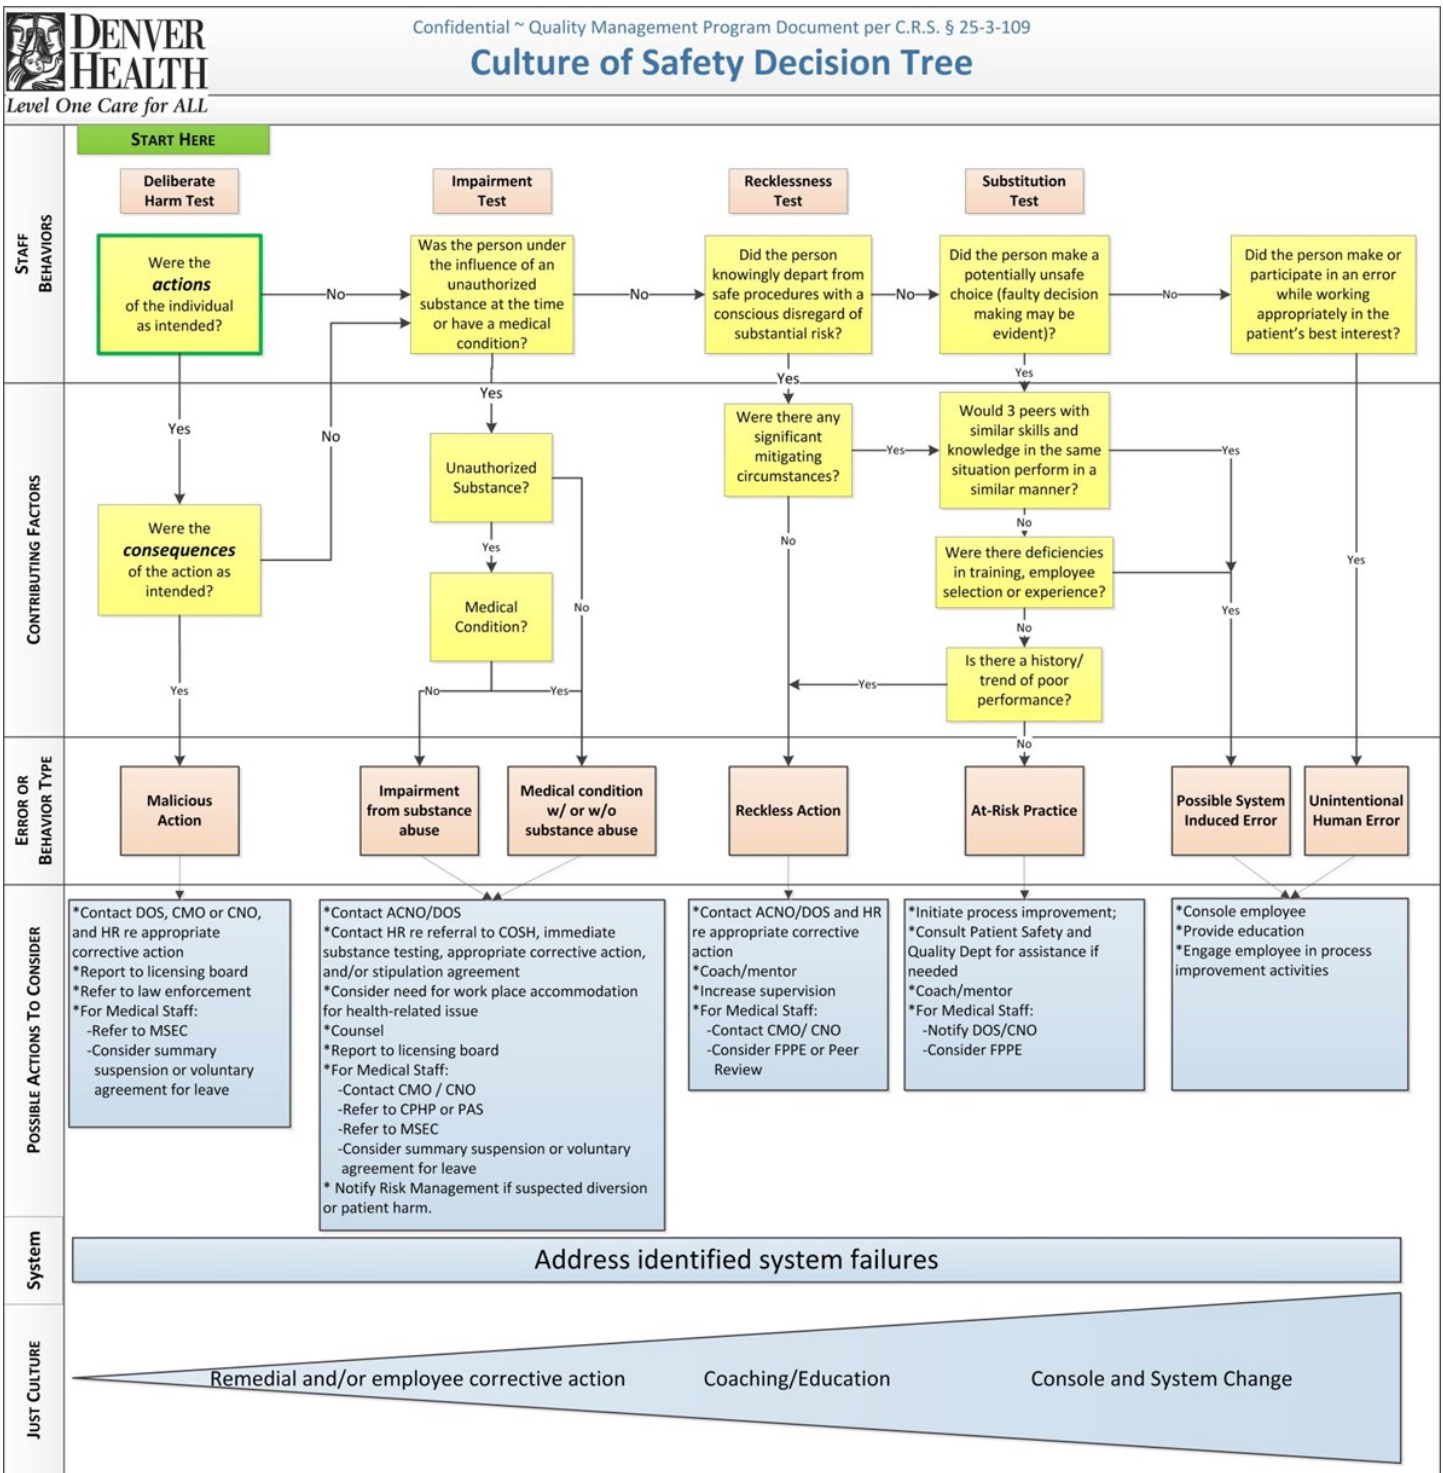 DENVER
HEALTH
Level One Care for ALL
Confidential ~ Quality Management Program Document per C.R.S. § 25-3-109
Culture of Safety Decision Tree
STAFF
BEHAVIORS
START HERE
Deliberate
Harm Test
Impairment
Test
Recklessness
Test
Substitution
Test
Were the
actions
of the individual
as intended?
No
Was the person under
the influence of an
unauthorized
substance at the time
or have a medical
condition?
No
Did the person
knowingly depart from
safe procedures with a
conscious disregard of
substantial risk?
No
Did the person make a
potentially unsafe
choice (faulty decision
making may be
evident)?
No
Did the person make or
participate in an error
while working
appropriately in the
patient's best interest?
CONTRIBUTING FACTORS
Yes
No
Were the
consequences
of the action as
intended?
Yes
Yes
Unauthorized
Substance?
Yes
No
Medical
Condition?
No
Yes
Yes
Were there any
significant
mitigating
circumstances?
Yes
No
Yes
Would 3 peers with
similar skills and
knowledge in the same
situation perform in a
similar manner?
Yes
No
Were there deficiencies
in training, employee
selection or experience?
Yes
No
Is there a history/
trend of poor
performance?
Yes
No
Yes
ERROR OR
BEHAVIOR TYPE
Malicious
Action
Impairment
from substance
abuse
Medical condition
w/ or w/o
substance abuse
Reckless Action
At-Risk Practice
Possible System
Induced Error
Unintentional
Human Error
POSSIBLE ACTIONS TO CONSIDER
*Contact DOS, CMO or CNO,
and HR re appropriate
corrective action
*Report to licensing board
*Refer to law enforcement
*For Medical Staff:
-Refer to MSEC
-Consider summary
suspension or voluntary
agreement for leave
*Contact ACNO/DOS
*Contact HR re referral to COSH, immediate
substance testing, appropriate corrective action,
and/or stipulation agreement
*Consider need for work place accommodation
for health-related issue
*Counsel
*Report to licensing board
*For Medical Staff:
-Contact CMO / CNO
-Refer to CPHP or PAS
-Refer to MSEC
-Consider summary suspension or voluntary
agreement for leave
* Notify Risk Management if suspected diversion
or patient harm.
*Contact ACNO/DOS and HR
re appropriate corrective
action
*Coach/mentor
*Increase supervision
*For Medical Staff:
-Contact CMO/ CNO
-Consider FPPE or Peer
Review
*Initiate process improvement;
*Consult Patient Safety and
Quality Dept for assistance if
needed
*Coach/mentor
*For Medical Staff:
-Notify DOS/CNO
-Consider FPPE
*Console employee
*Provide education
*Engage employee in process
improvement activities
System
Address identified system failures
JUST CULTURE
Remedial and/or employee corrective action
Coaching/Education
Console and System Change